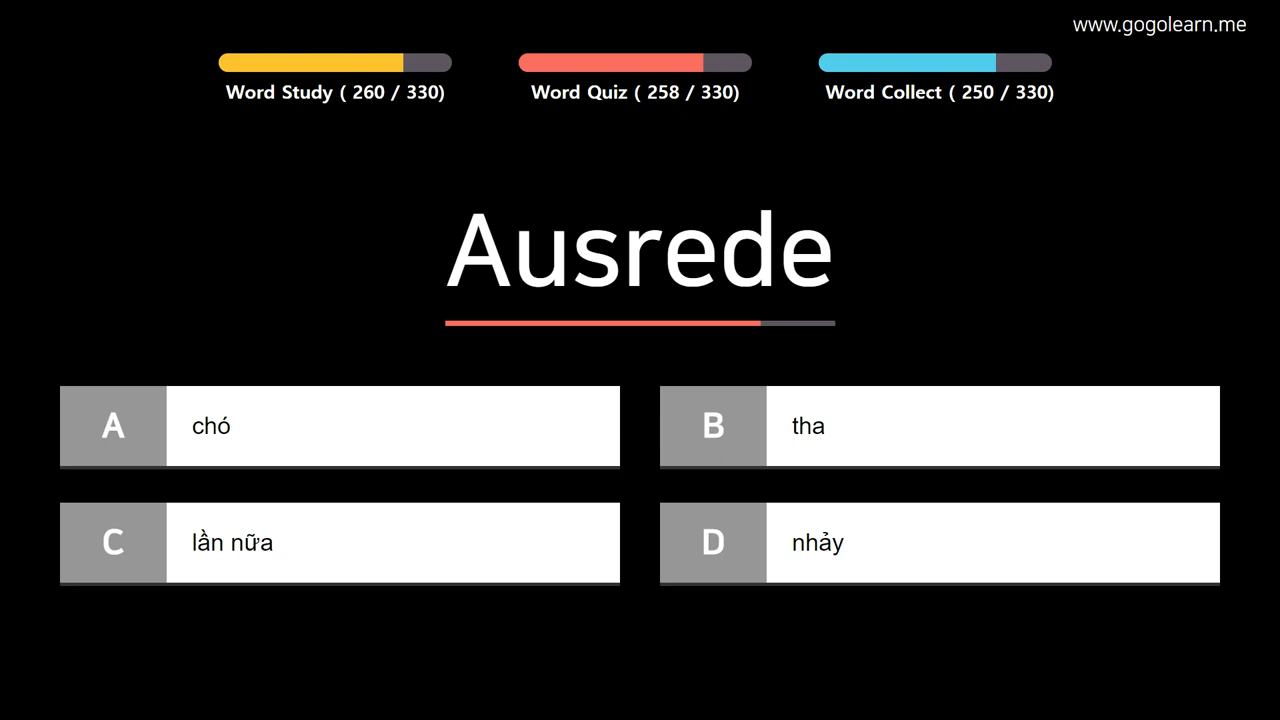 www.gogolearn.me
Word Study ( 260 / 330)
Word Quiz ( 258 / 330)
Word Collect ( 250 / 330)
Ausrede
A chó
B tha
C lần nữa
D nhảy